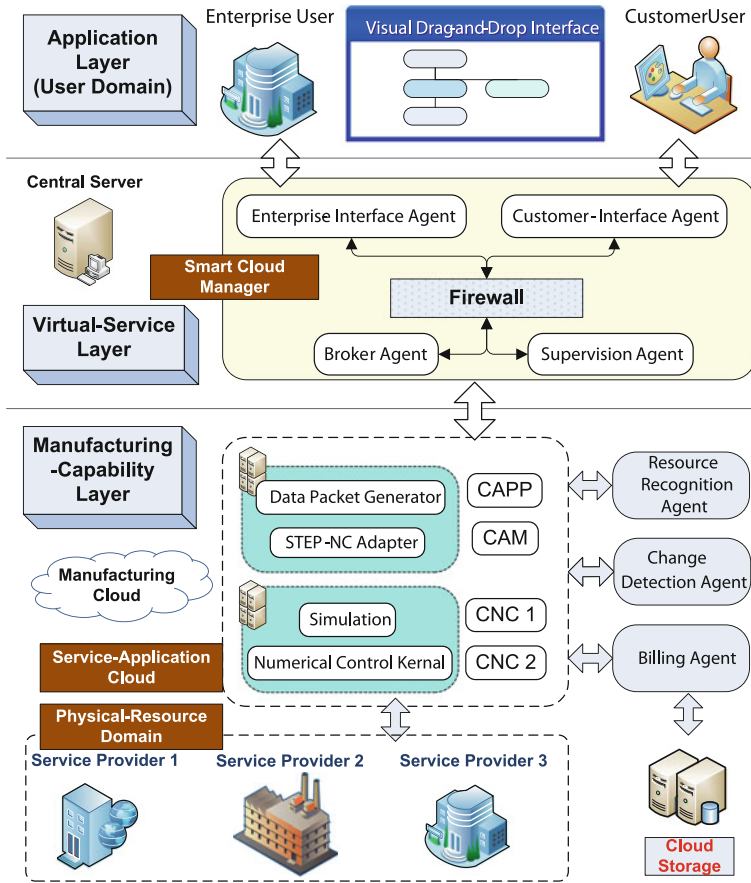 Application
Layer
(User Domain)
Enterprise User
Visual Drag-and-Drop Interface
CustomerUser
Central Server
Enterprise Interface Agent
Customer-Interface Agent
Smart Cloud
Manager
Firewall
Virtual-Service
Layer
Broker Agent
Supervision Agent
Manufacturing
-Capability
Layer
Data Packet Generator
CAPP
STEP-NC Adapter
CAM
Resource
Recognition
Agent
Manufacturing
Cloud
Change
Detection Agent
Simulation
CNC 1
Service-Application
Cloud
Numerical Control Kernal
CNC 2
Billing Agent
Physical-Resource
Domain
Service Provider 1
Service Provider 2
Service Provider 3
Cloud
Storage